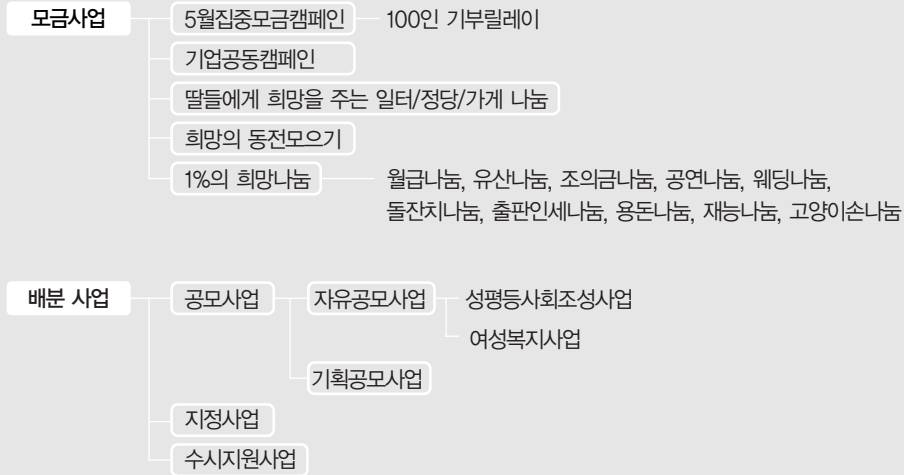 모금사업 5월집중모금캠페인 100인 기부릴레이
기업공동캠페인
딸들에게 희망을 주는 일터/정당/가게 나눔
희망의 동전모으기
1%의 희망나눔 월급나눔, 유산나눔, 조의금나눔, 공연나눔, 웨딩나눔,
돌잔치나눔, 출판인세나눔, 용돈나눔, 재능나눔, 고양이손나눔
배분 사업 공모사업 자유공모사업 성평등사회조성사업
여성복지사업
기획공모사업
지정사업
수시지원사업